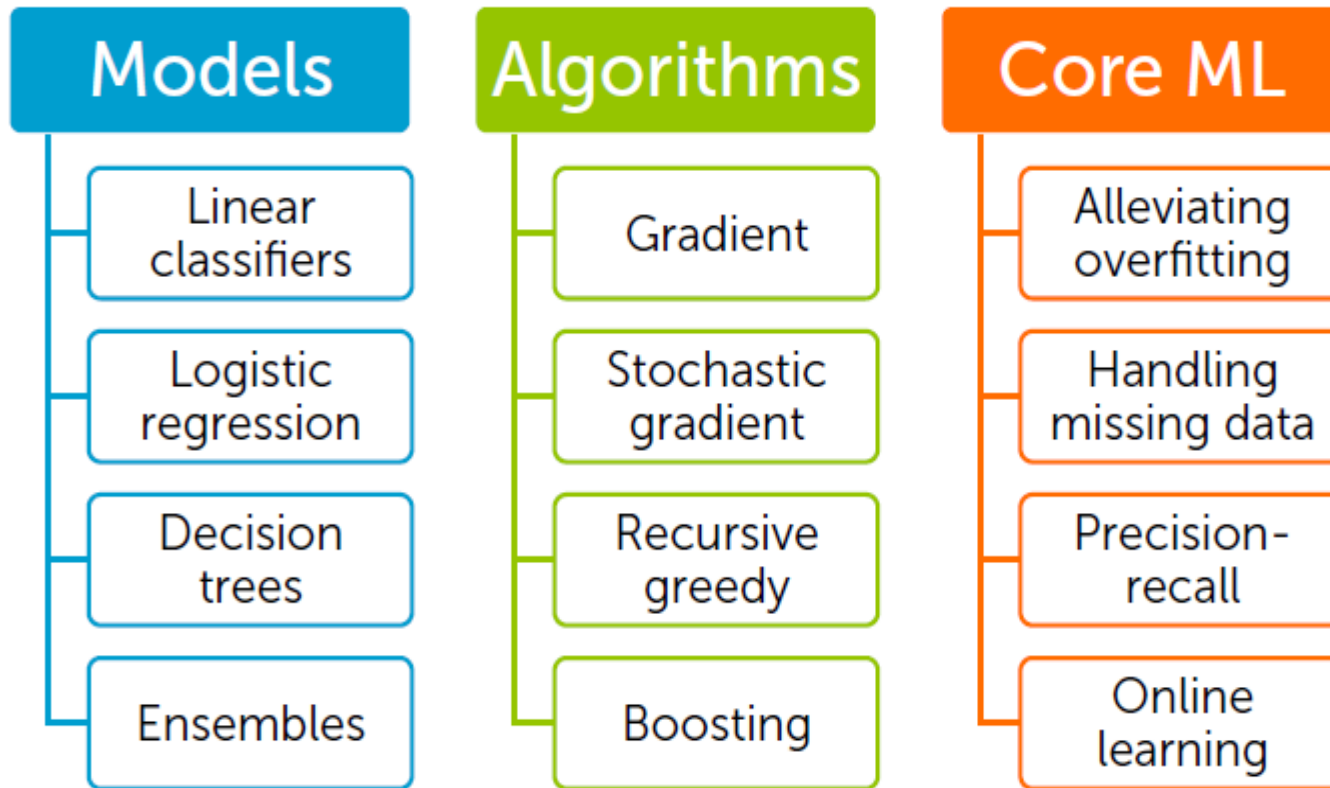 Models
Linear
classifiers
Logistic
regression
Decision
trees
Ensembles
Algorithms
Gradient
Stochastic
gradient
Recursive
greedy
Boosting
Core ML
Alleviating
overfitting
Handling
missing data
Precision-
recall
Online
learning